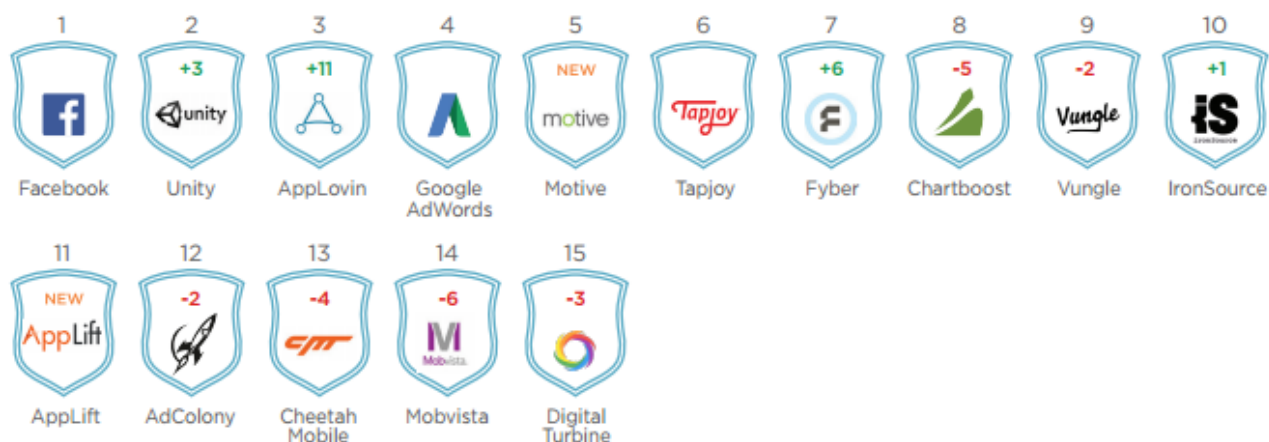 1 2 3 4 5 6 7 8 9 10
+3 +11 NEW +6 -5 -2 +1
unity motive Tapjoy F Vungle iS
ironSource
Facebook Unity AppLovin Google AdWords Motive Tapjoy Fyber Chartboost Vungle IronSource
11 12 13 14 15
NEW -2 -4 -6 -3
AppLift cm M
Mobvista
AppLift AdColony Cheetah Mobile Mobvista Digital Turbine